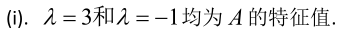 (i). λ = 3和λ = −1均为 A 的特征值.